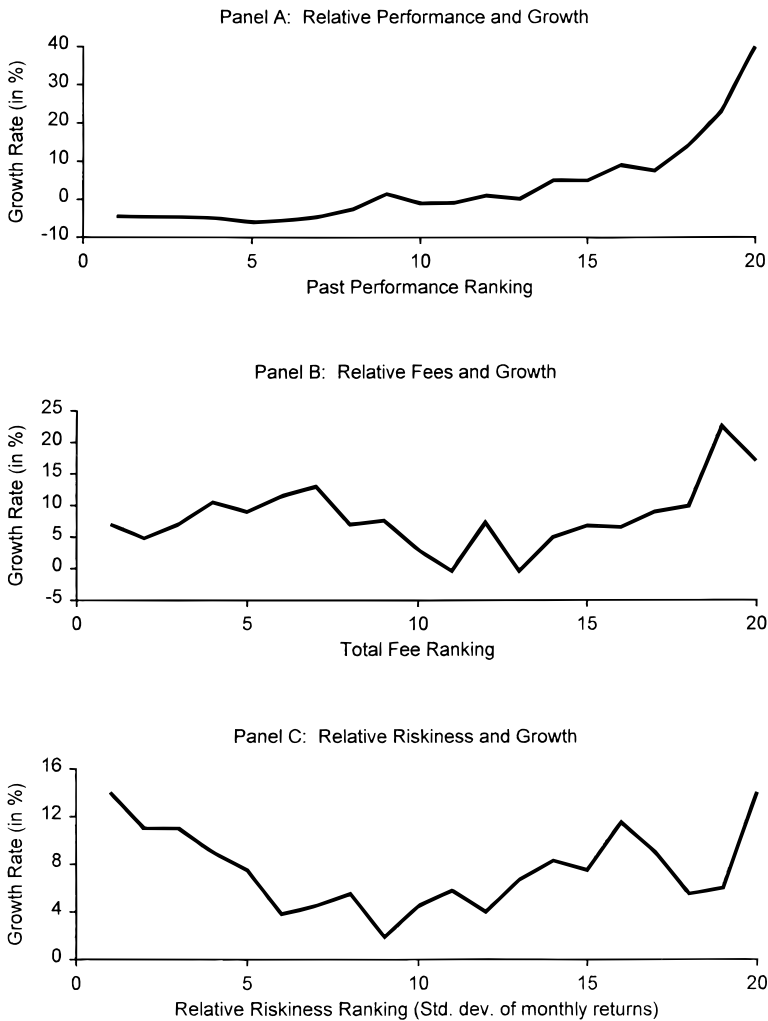 Panel A: Relative Performance and Growth
Growth Rate (in %)
40
30
20
10
0
-10
0 5 10 15 20
Past Performance Ranking
Panel B: Relative Fees and Growth
Growth Rate (in %)
25
20
15
10
5
0
-5
0 5 10 15 20
Total Fee Ranking
Panel C: Relative Riskiness and Growth
Growth Rate (in %)
16
12
8
4
0
0 5 10 15 20
Relative Riskiness Ranking (Std. dev. of monthly returns)